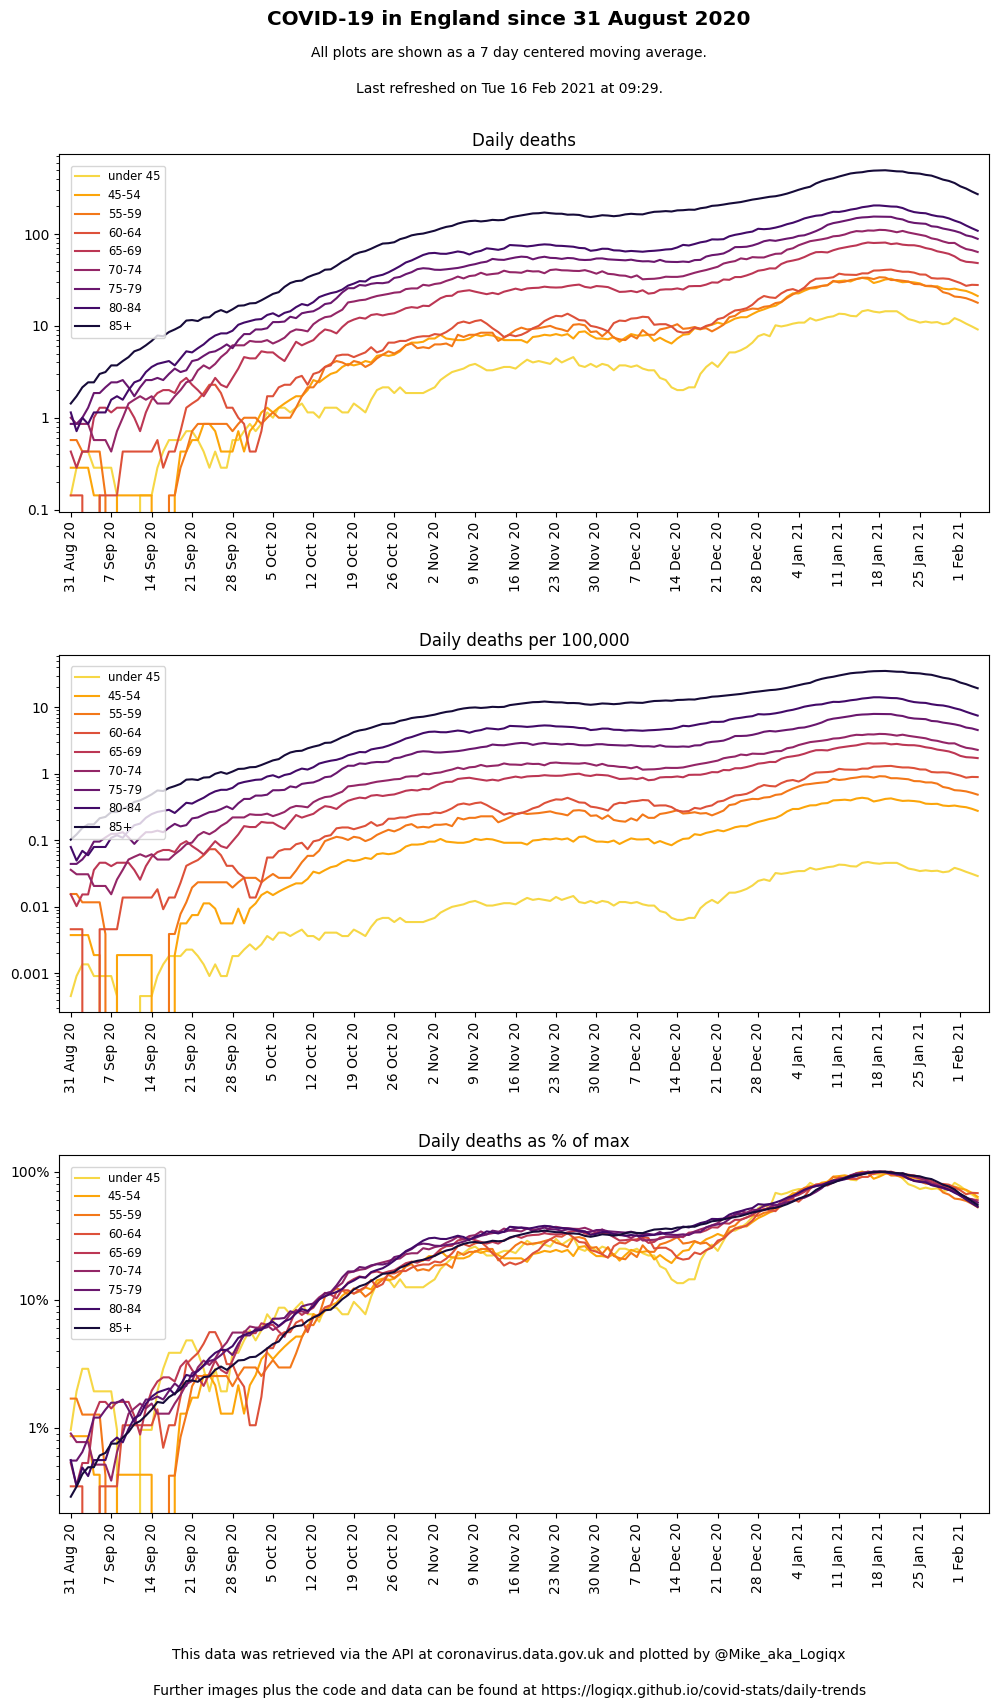 COVID-19 in England since 31 August 2020
All plots are shown as a 7 day centered moving average.
Last refreshed on Tue 16 Feb 2021 at 09:29.
Daily deaths
100
10
1
0.1
under 45
45-54
55-59
60-64
65-69
70-74
75-79
80-84
85+
31 Aug 20
7 Sep 20
14 Sep 20
21 Sep 20
28 Sep 20
5 Oct 20
12 Oct 20
19 Oct 20
26 Oct 20
2 Nov 20
9 Nov 20
16 Nov 20
23 Nov 20
30 Nov 20
7 Dec 20
14 Dec 20
21 Dec 20
28 Dec 20
4 Jan 21
11 Jan 21
18 Jan 21
25 Jan 21
1 Feb 21
Daily deaths per 100,000
10
1
0.1
0.01
0.001
under 45
45-54
55-59
60-64
65-69
70-74
75-79
80-84
85+
31 Aug 20
7 Sep 20
14 Sep 20
21 Sep 20
28 Sep 20
5 Oct 20
12 Oct 20
19 Oct 20
26 Oct 20
2 Nov 20
9 Nov 20
16 Nov 20
23 Nov 20
30 Nov 20
7 Dec 20
14 Dec 20
21 Dec 20
28 Dec 20
4 Jan 21
11 Jan 21
18 Jan 21
25 Jan 21
1 Feb 21
Daily deaths as % of max
100%
10%
1%
under 45
45-54
55-59
60-64
65-69
70-74
75-79
80-84
85+
31 Aug 20
7 Sep 20
14 Sep 20
21 Sep 20
28 Sep 20
5 Oct 20
12 Oct 20
19 Oct 20
26 Oct 20
2 Nov 20
9 Nov 20
16 Nov 20
23 Nov 20
30 Nov 20
7 Dec 20
14 Dec 20
21 Dec 20
28 Dec 20
4 Jan 21
11 Jan 21
18 Jan 21
25 Jan 21
1 Feb 21
This data was retrieved via the API at coronavirus.data.gov.uk and plotted by @Mike_aka_Logiqx
Further images plus the code and data can be found at https://logiqx.github.io/covid-stats/daily-trends